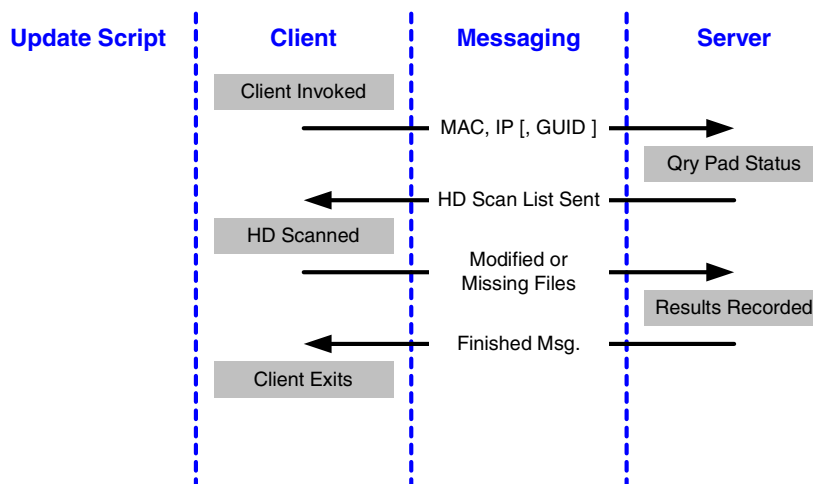 Update Script
Client
Messaging
Server
Client Invoked
MAC, IP [, GUID ]
Qry Pad Status
HD Scan List Sent
HD Scanned
Modified or
Missing Files
Results Recorded
Finished Msg.
Client Exits